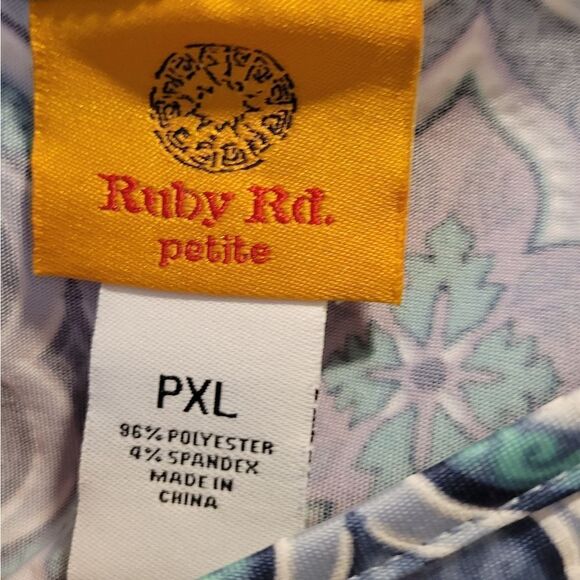 Ruby Rd.
petite
PXL
96% POLYESTER
4% SPANDEX
MADE IN
CHINA